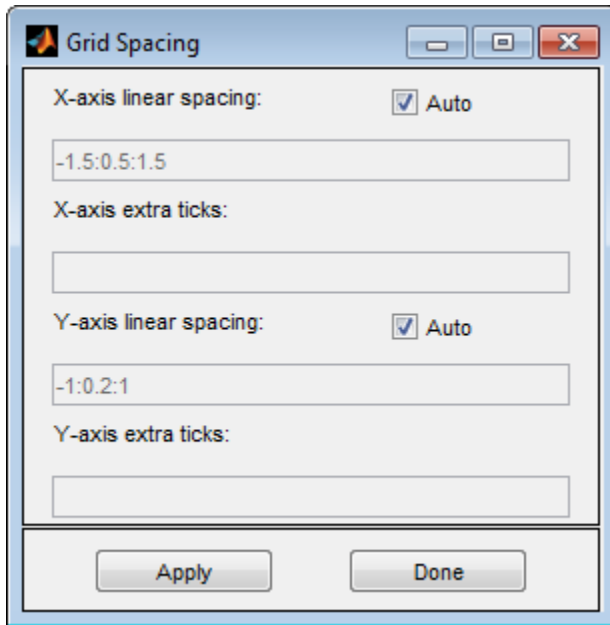 Grid Spacing
X-axis linear spacing: Auto
-1.5:0.5:1.5
X-axis extra ticks:
Y-axis linear spacing: Auto
-1:0.2:1
Y-axis extra ticks:
Apply Done